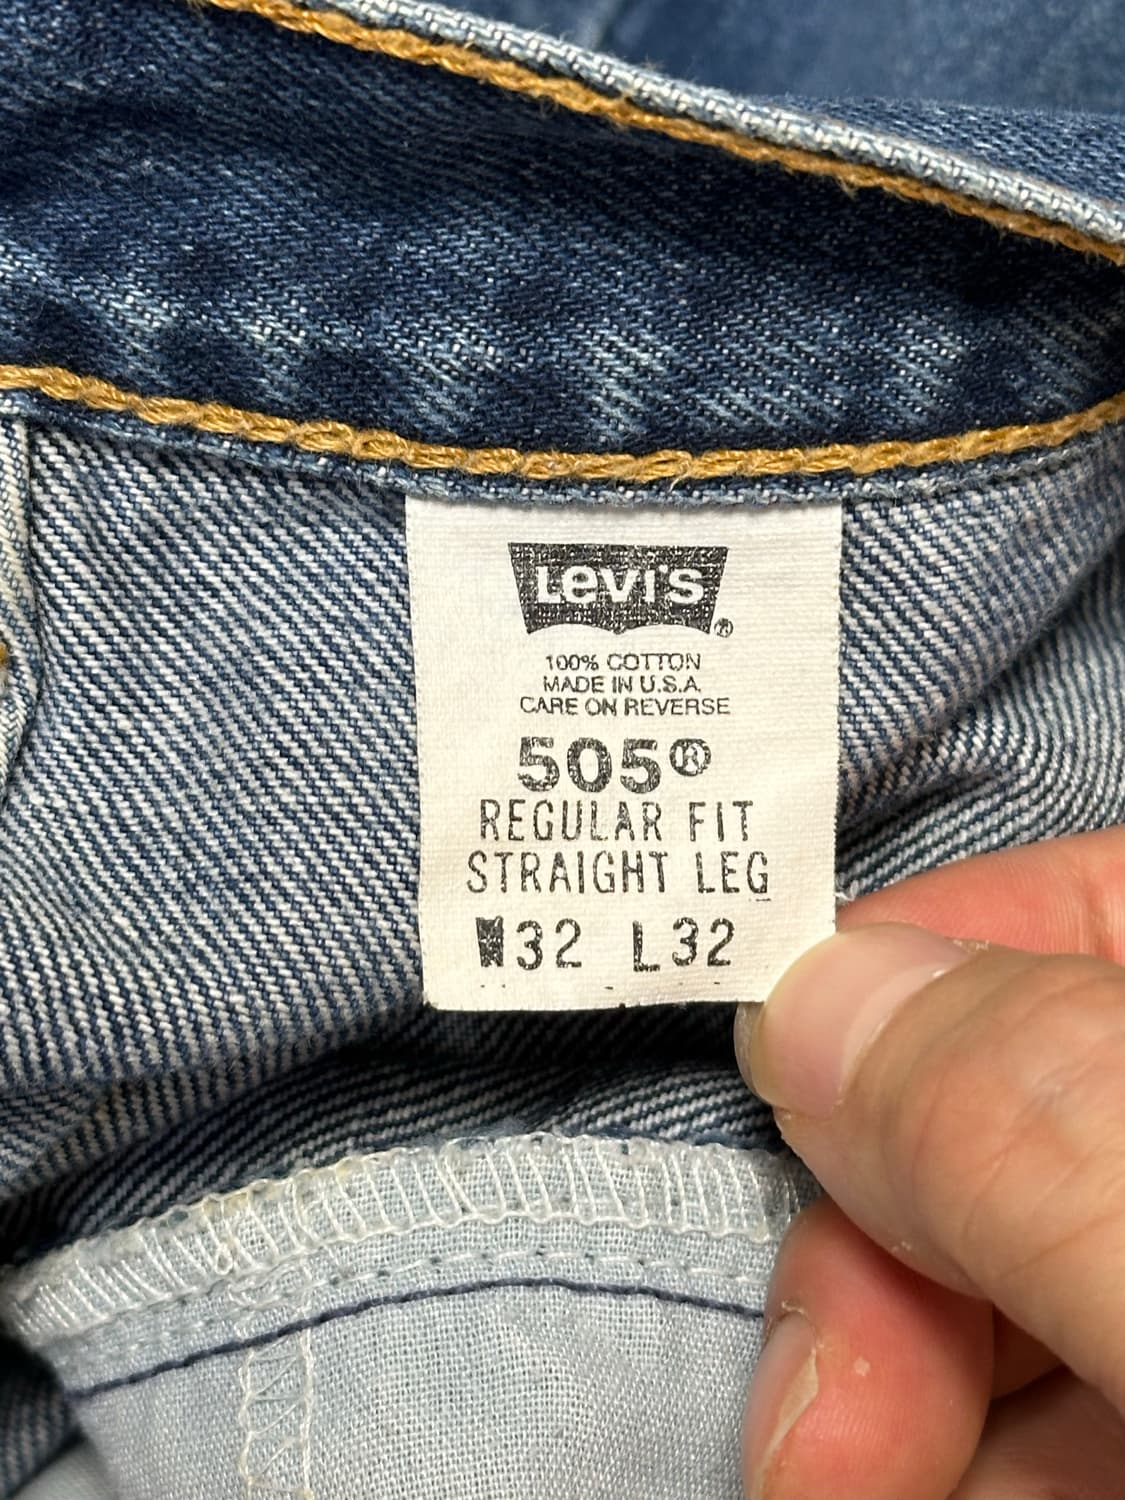 Levi's®
100% COTTON
MADE IN U.S.A.
CARE ON REVERSE
505®
REGULAR FIT
STRAIGHT LEG
W32 L32